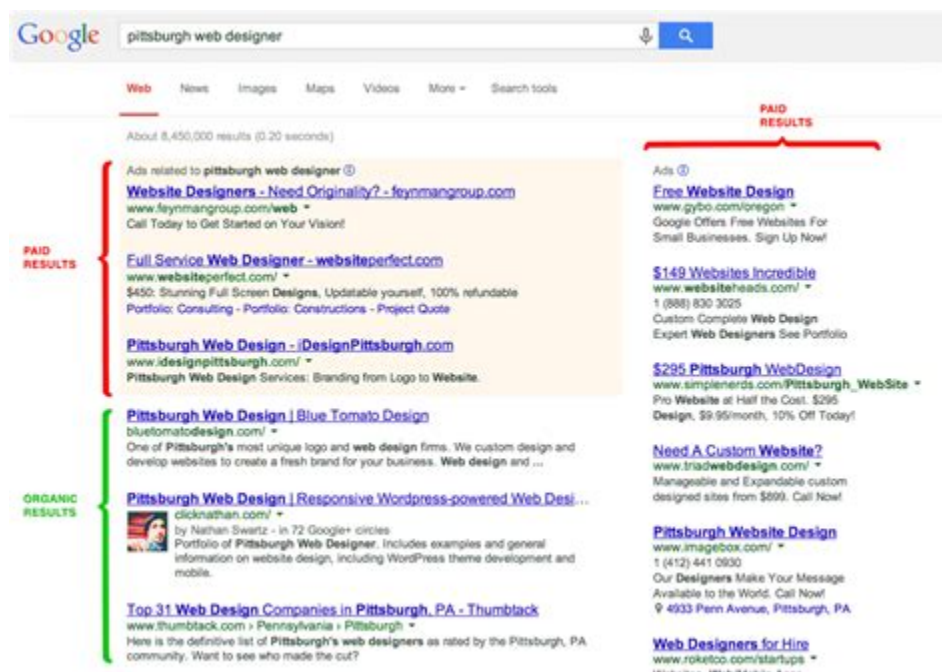 Google
pittsburgh web designer
Web News Images Maps Videos More Search tools
About 8,450,000 results (0.20 seconds)
PAID
RESULTS
Ads related to pittsburgh web designer
Website Designers - Need Originality? - feynmangroup.com
www.feynmangroup.com/web
Call Today to Get Started on Your Vision!
Full Service Web Designer - websiteperfect.com
www.websiteperfect.com/
$450: Stunning Full Screen Designs, Updatable yourself, 100% refundable
Portfolio: Consulting - Portfolio: Constructions - Project Quote
Pittsburgh Web Design - iDesignPittsburgh.com
www.idesignpittsburgh.com/
Pittsburgh Web Design Services: Branding from Logo to Website.
ORGANIC
RESULTS
Pittsburgh Web Design | Blue Tomato Design
bluetomatodesign.com/
One of Pittsburgh's most unique logo and web design firms. We custom design and
develop websites to create a fresh brand for your business. Web design and ...
Pittsburgh Web Design | Responsive Wordpress-powered Web Desi...
clicknathan.com/
by Nathan Swartz - in 72 Google+ circles
Portfolio of Pittsburgh Web Designer. Includes examples and general
information on website design, including WordPress theme development and
mobile.
Top 31 Web Design Companies in Pittsburgh, PA - Thumbtack
www.thumbtack.com › Pennsylvania › Pittsburgh
Here is the definitive list of Pittsburgh's web designers as rated by the Pittsburgh, PA
community. Want to see who made the cut?
PAID
RESULTS
Ads
Free Website Design
www.gybo.com/oregon
Google Offers Free Websites For
Small Businesses. Sign Up Now!
$149 Websites Incredible
www.websiteheads.com/
1 (888) 830 3025
Custom Complete Web Design
Expert Web Designers See Portfolio
$295 Pittsburgh WebDesign
www.simplenerds.com/Pittsburgh_WebSite
Pro Website at Half the Cost. $295
Design, $9.95/month, 10% Off Today!
Need A Custom Website?
www.triadwebdesign.com/
Manageable and Expandable custom
designed sites from $899. Call Now!
Pittsburgh Website Design
www.imagebox.com/
1 (412) 441 0930
Our Designers Make Your Message
Available to the World. Call Now!
4933 Penn Avenue, Pittsburgh, PA
Web Designers for Hire
www.roketco.com/startups